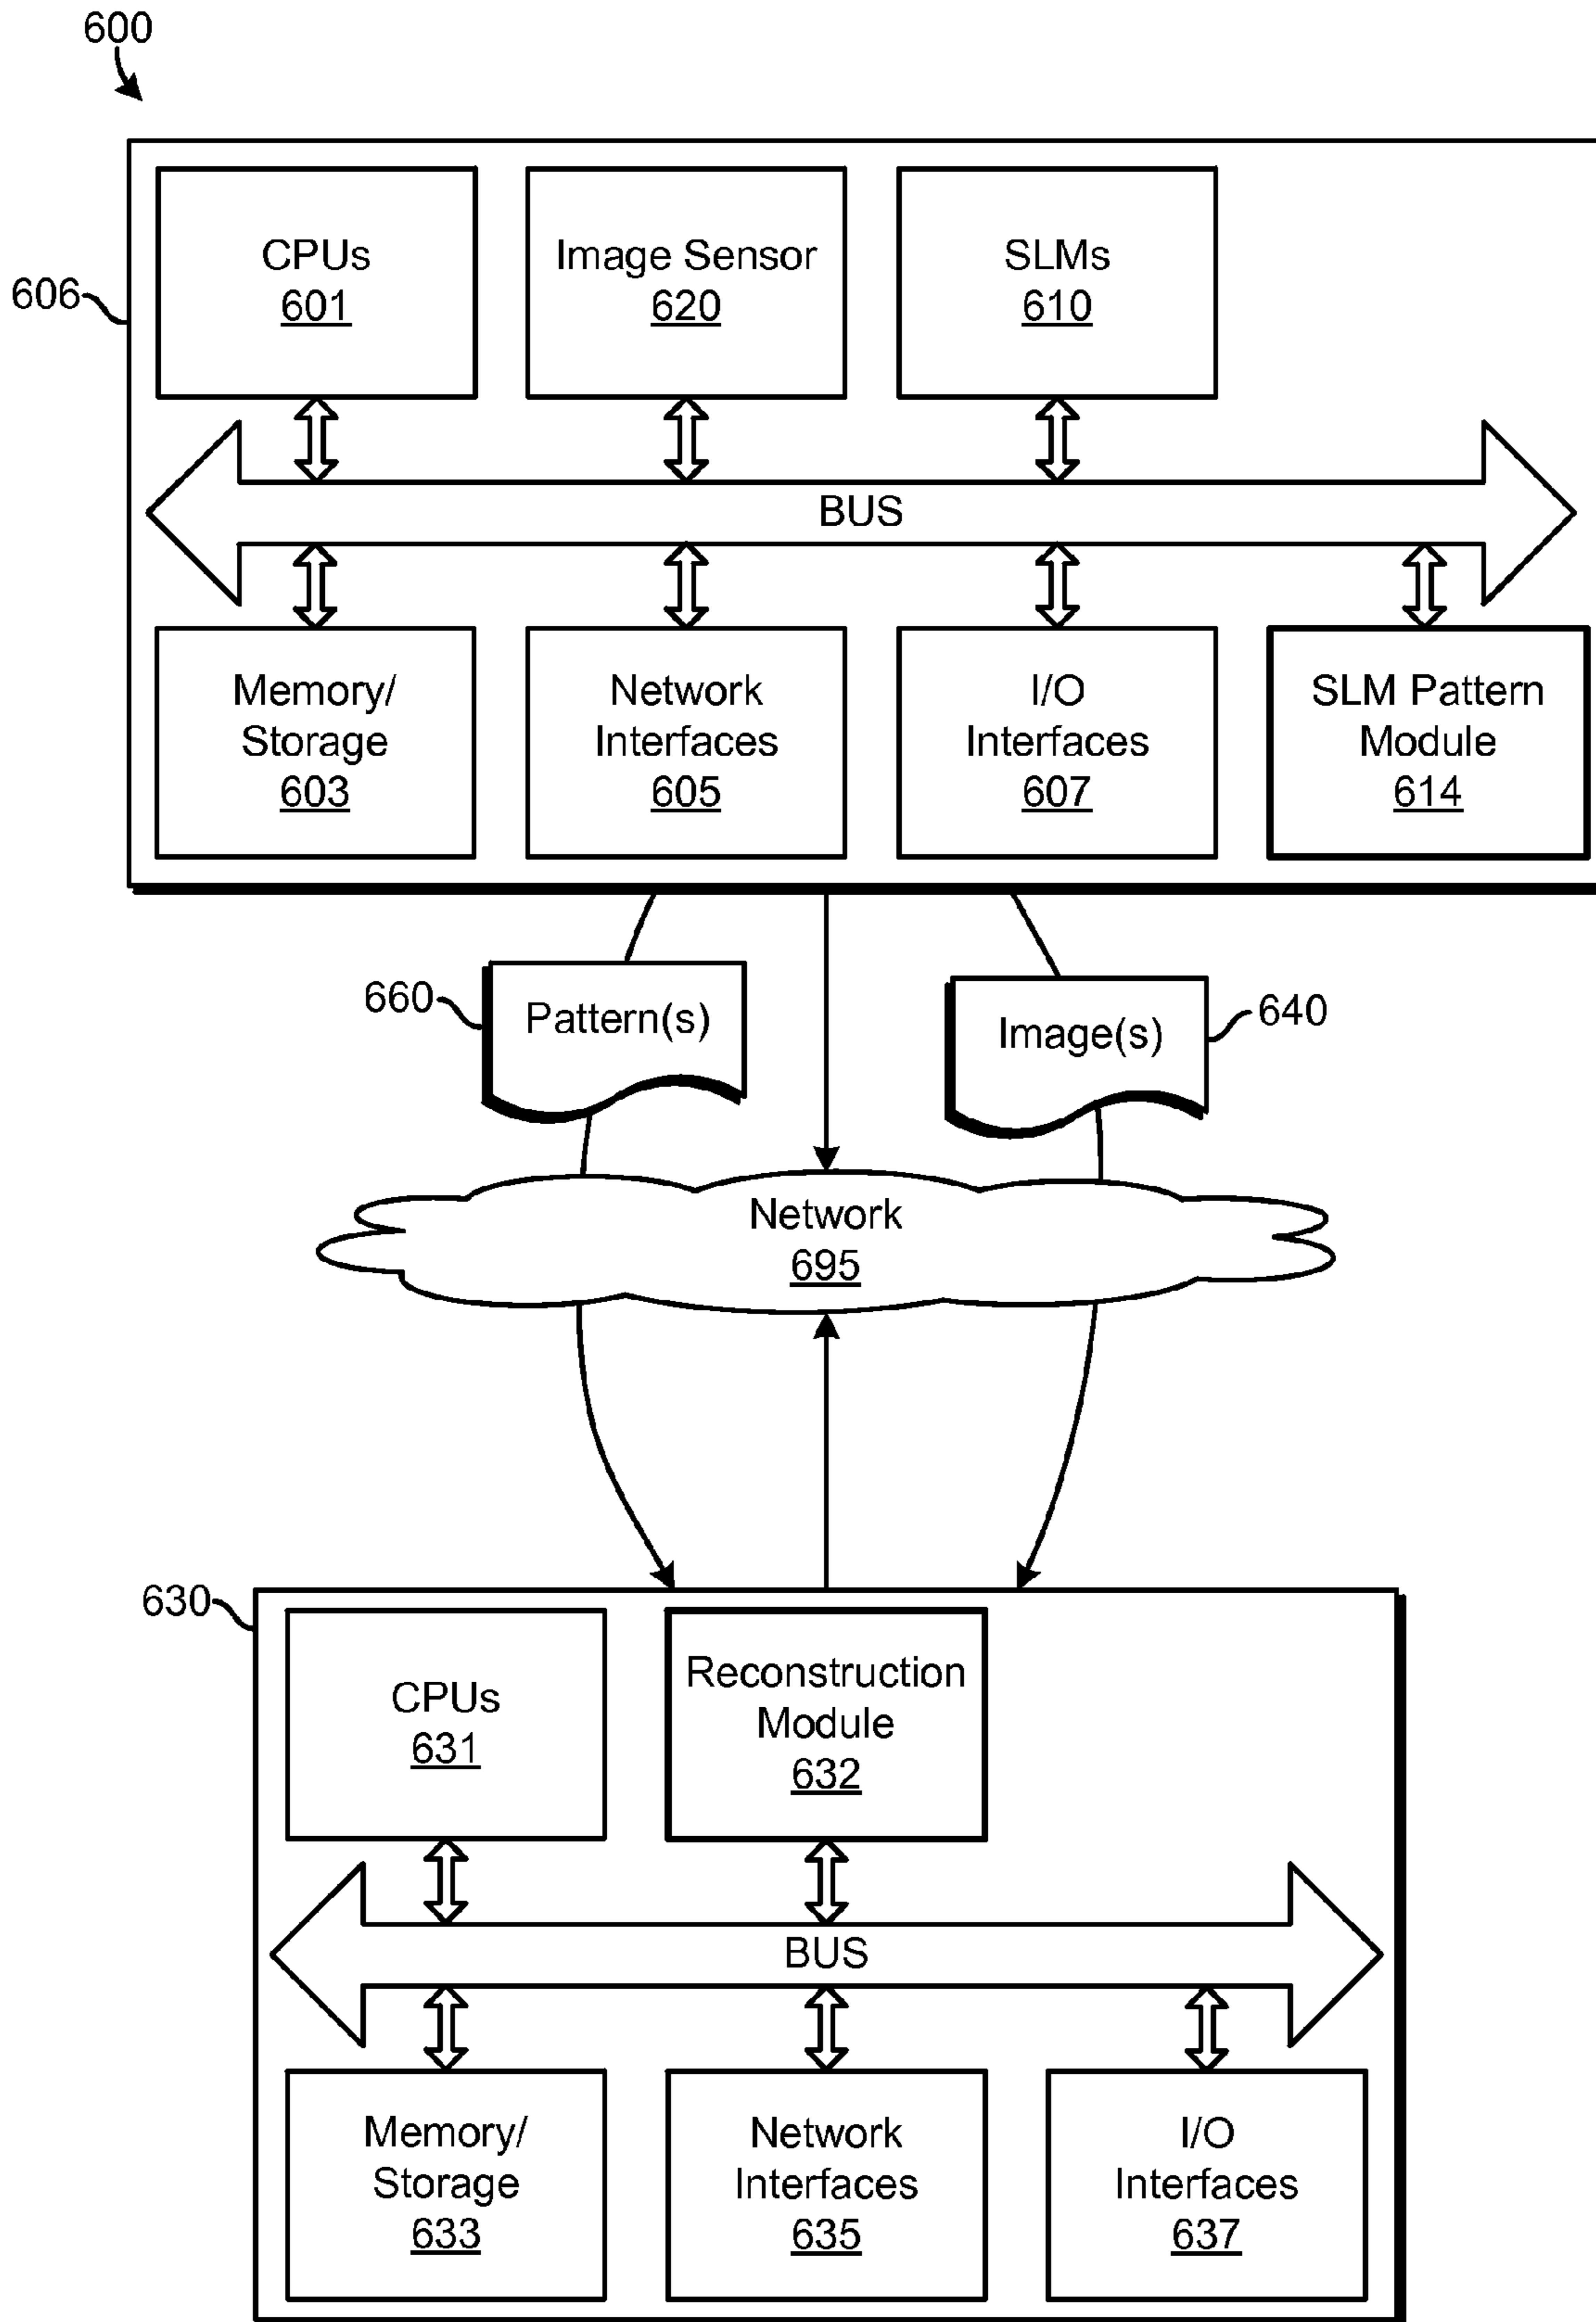 600
606
CPUs
601
Image Sensor
620
SLMs
610
BUS
Memory/
Storage
603
Network
Interfaces
605
I/O
Interfaces
607
SLM Pattern
Module
614
660
Pattern(s)
Image(s)
640
Network
695
630
CPUs
631
Reconstruction
Module
632
BUS
Memory/
Storage
633
Network
Interfaces
635
I/O
Interfaces
637